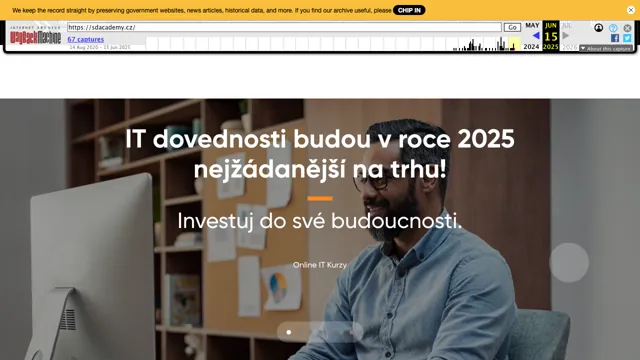 We keep the record straight by preserving government websites, news articles, historical data, and more. If you find our archive useful, please CHIP IN
INTERNET ARCHIVE
WaybackMachine
https://sdacademy.cz/
Go
67 captures
14 Aug 2020 – 15 Jun 2025
MAY JUN JUL
15
2024 2025 2026
About this capture
IT dovednosti budou v roce 2025
nejžádanější na trhu!
Investuj do své budoucnosti.
Online IT Kurzy